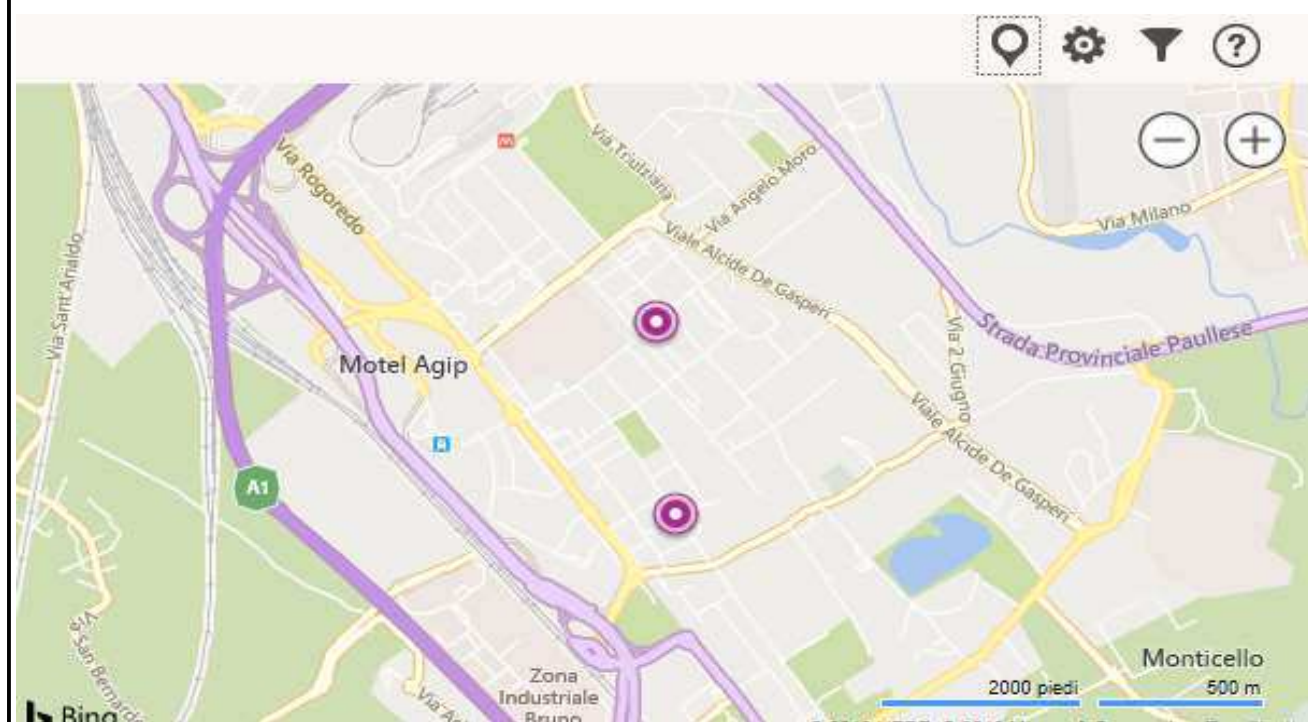 ?
Via Rogoredo
Via Triulziana
Via Angelo Moro
Via Milano
Via Sant'Arialdo
Viale Alcide De Gasperi
Strada Provinciale Paullese
Via 2 Giugno
Motel Agip
Viale Alcide De Gasperi
A1
Via San Bernardo
Zona
Industriale
Bruno
Monticello
2000 piedi
500 m
Bing